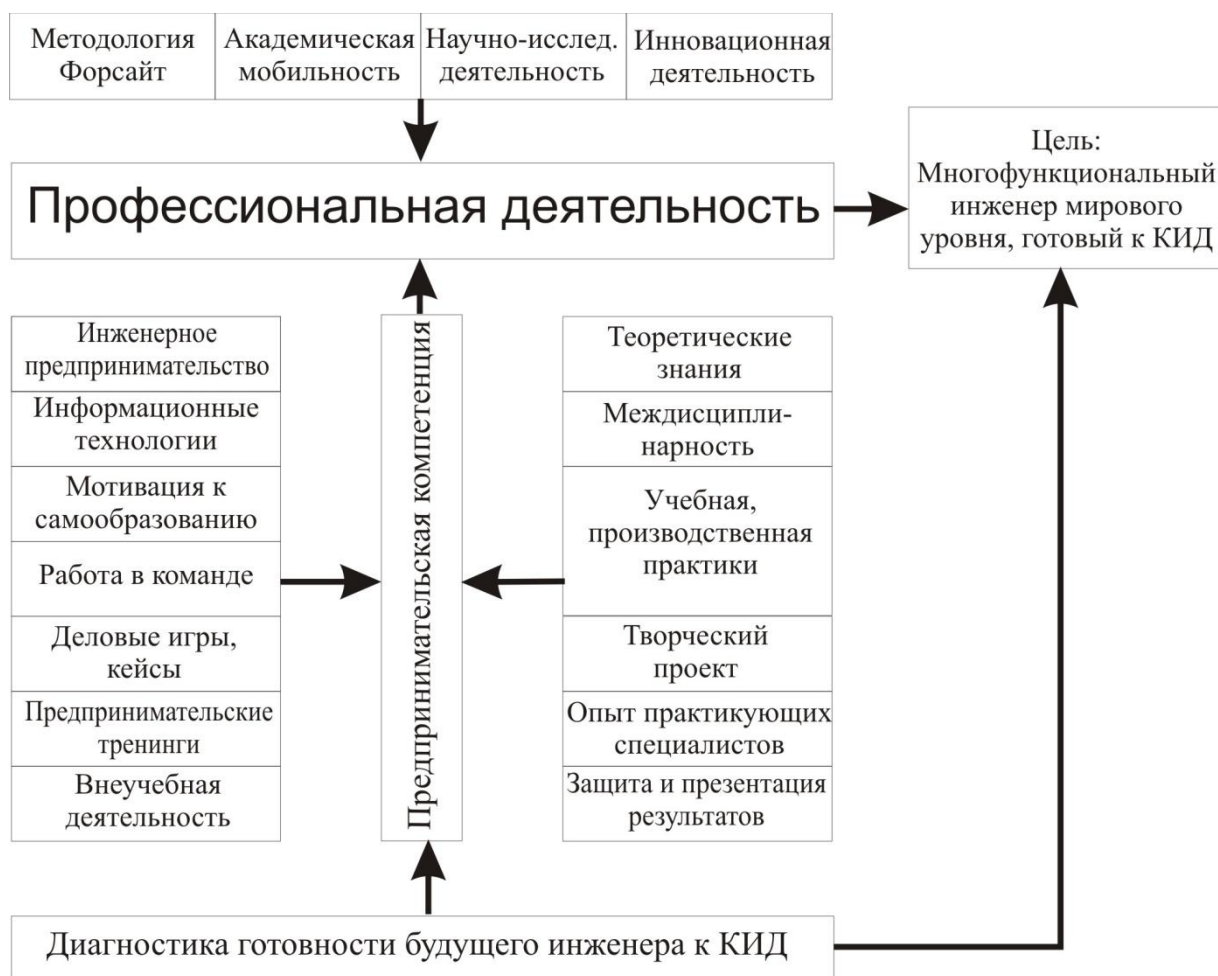 Методология
Форсайт
Академическая
мобильность
Научно-исслед.
деятельность
Инновационная
деятельность
Профессиональная деятельность
Цель:
Многофункциональный
инженер мирового
уровня, готовый к КИД
Инженерное
предпринимательство
Информационные
технологии
Мотивация к
самообразованию
Работа в команде
Деловые игры,
кейсы
Предпринимательские
тренинги
Внеучебная
деятельность
Предпринимательская компетенция
Теоретические
знания
Междисципли-
нарность
Учебная,
производственная
практики
Творческий
проект
Опыт практикующих
специалистов
Защита и презентация
результатов
Диагностика готовности будущего инженера к КИД